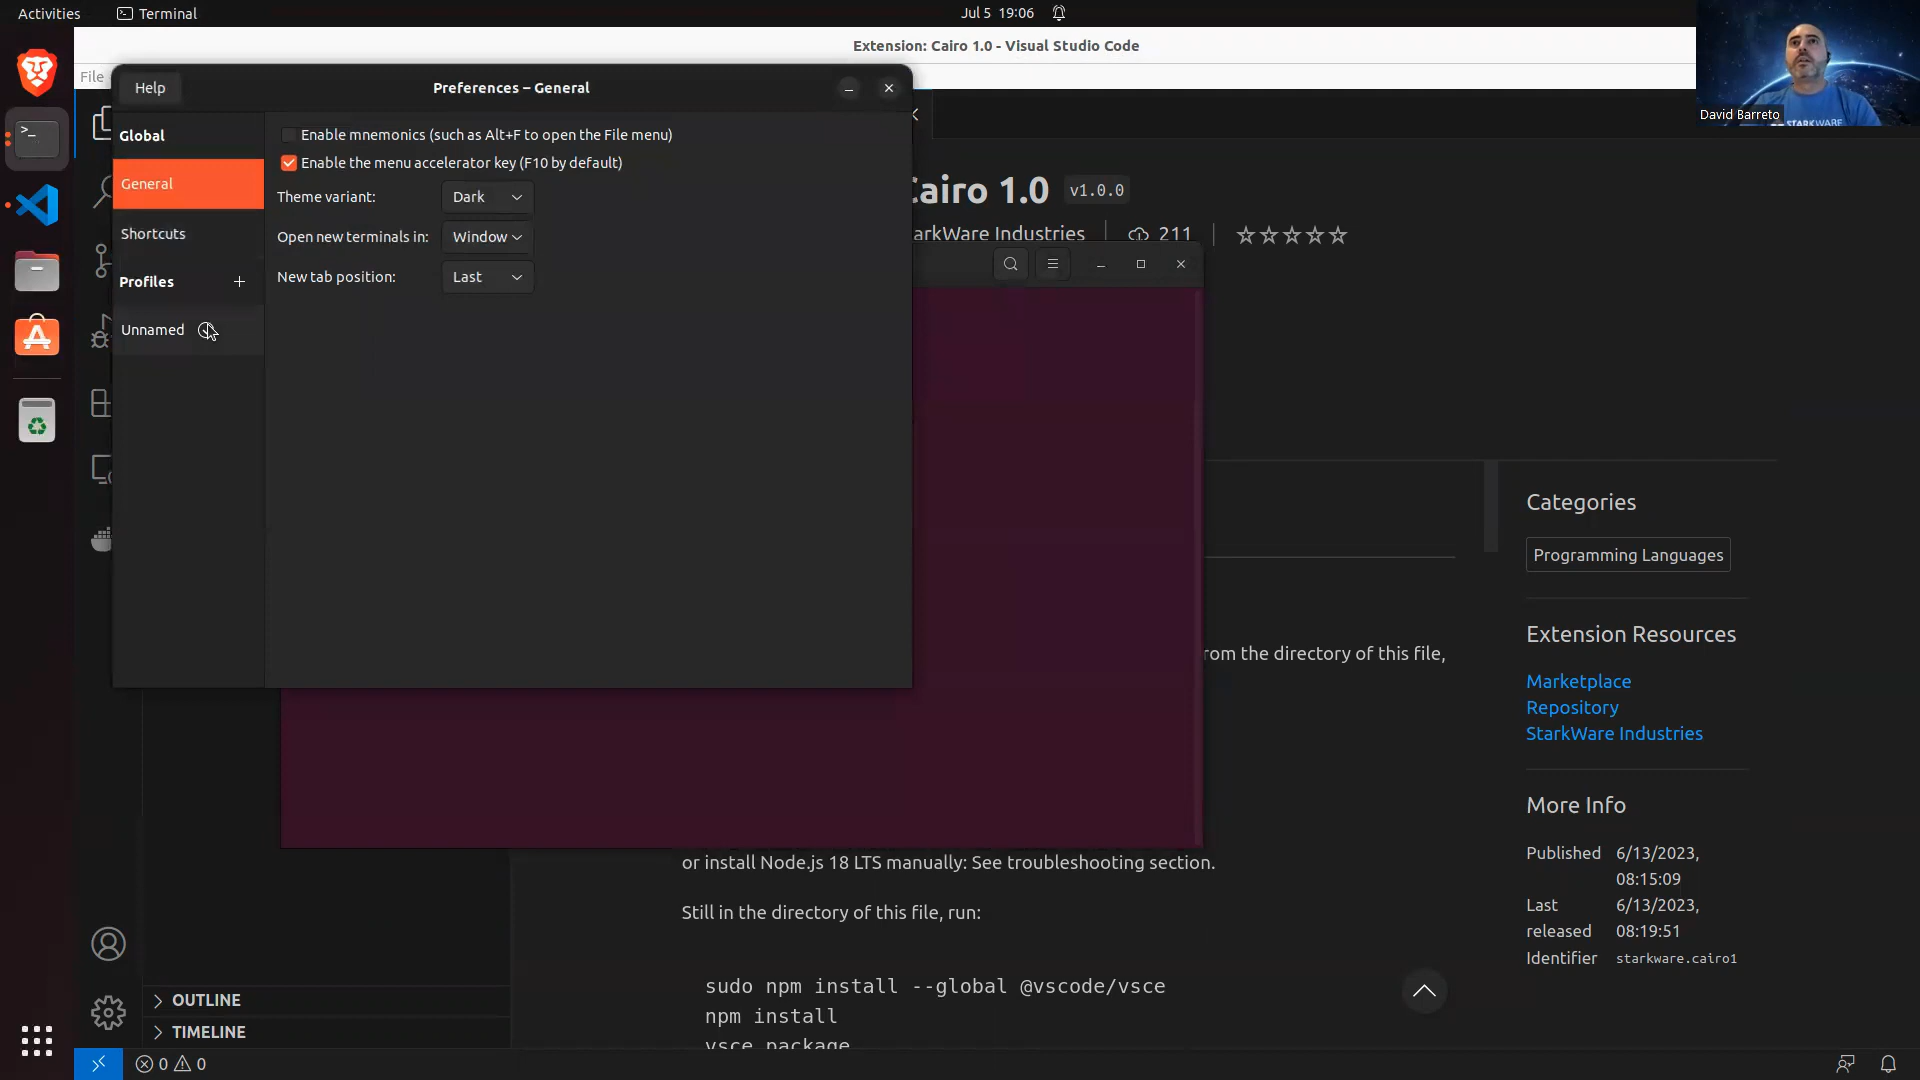 Activities
Terminal
Jul 5 19:06
Extension: Cairo 1.0 - Visual Studio Code
File
Help
Preferences – General
David Barreto
STARKWARE
Global
General
Shortcuts
Profiles
Unnamed
Enable mnemonics (such as Alt+F to open the File menu)
Enable the menu accelerator key (F10 by default)
Theme variant: Dark
Open new terminals in: Window
New tab position: Last
Cairo 1.0 v1.0.0
arkWare Industries 211
rom the directory of this file,
or install Node.js 18 LTS manually: See troubleshooting section.
Still in the directory of this file, run:
sudo npm install --global @vscode/vsce
npm install
vsce package
Categories
Programming Languages
Extension Resources
Marketplace
Repository
StarkWare Industries
More Info
Published 6/13/2023,
08:15:09
Last 6/13/2023,
released 08:19:51
Identifier starkware.cairo1
OUTLINE
TIMELINE
0 0